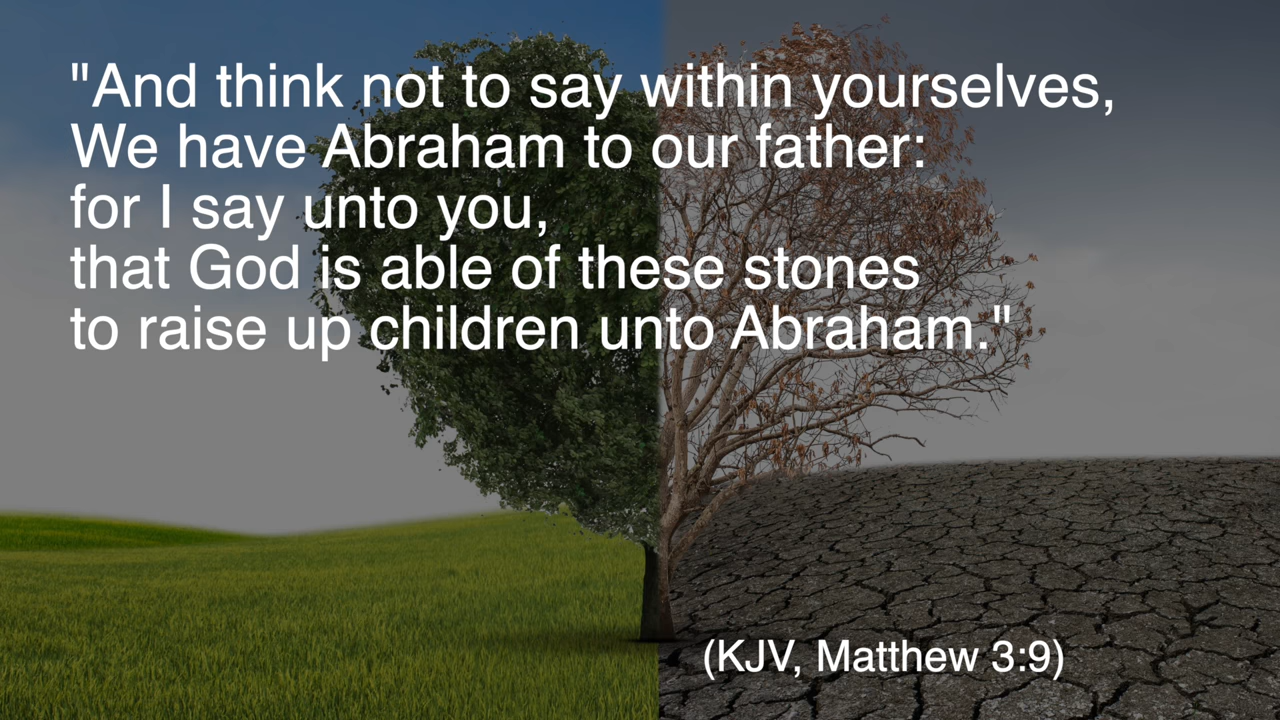 "And think not to say within yourselves,
We have Abraham to our father:
for I say unto you,
that God is able of these stones
to raise up children unto Abraham."
(KJV, Matthew 3:9)